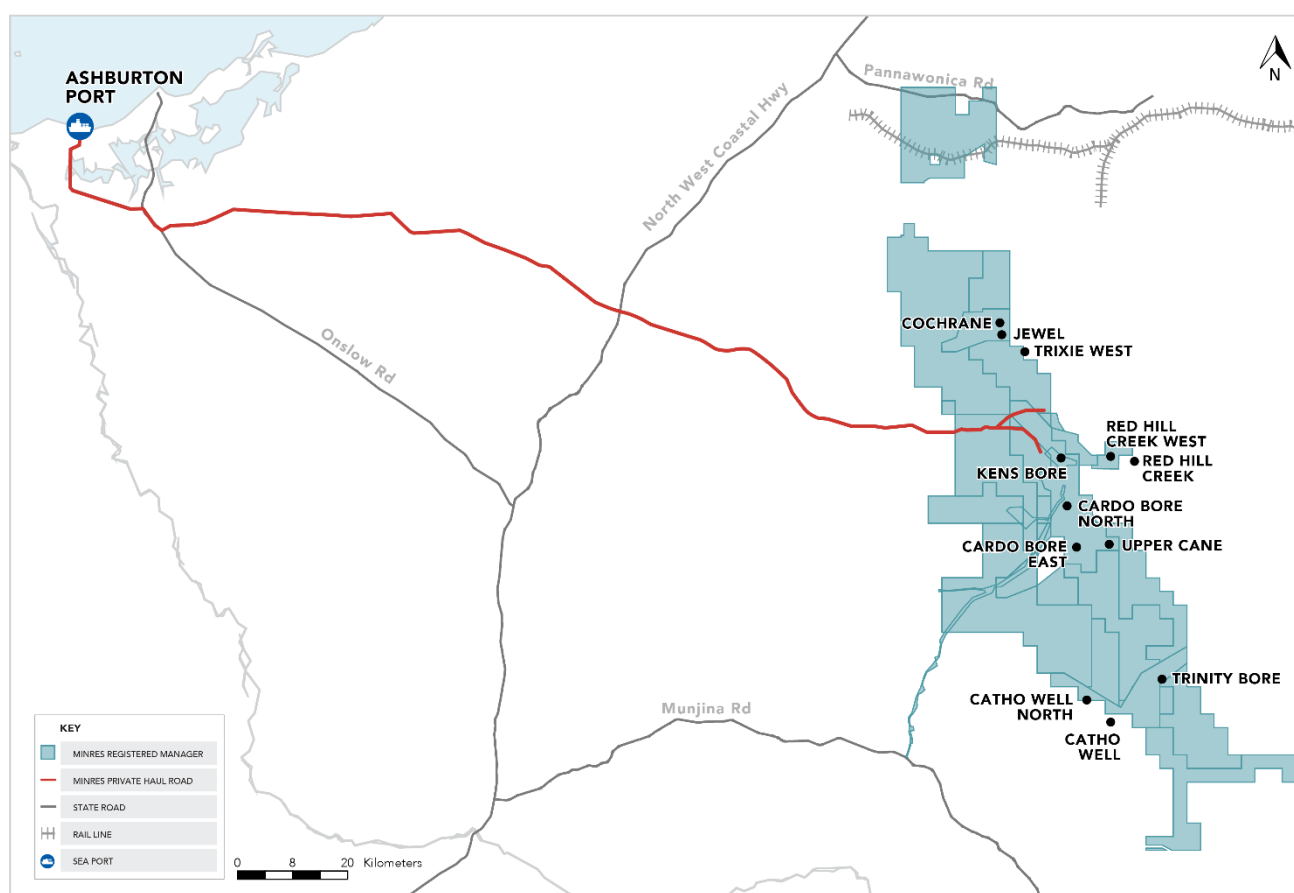 ASHBURTON
PORT
Pannawonica Rd
N
North West Coastal Hwy
Onslow Rd
COCHRANE
JEWEL
TRIXIE WEST
RED HILL
CREEK WEST
RED HILL
CREEK
KENS BORE
CARDO BORE
NORTH
CARDO BORE
EAST
UPPER CANE
TRINITY BORE
CATHO WELL
NORTH
CATHO
WELL
Munjina Rd
KEY
MINRES REGISTERED MANAGER
MINRES PRIVATE HAUL ROAD
STATE ROAD
RAIL LINE
SEA PORT
0 8 20 Kilometers